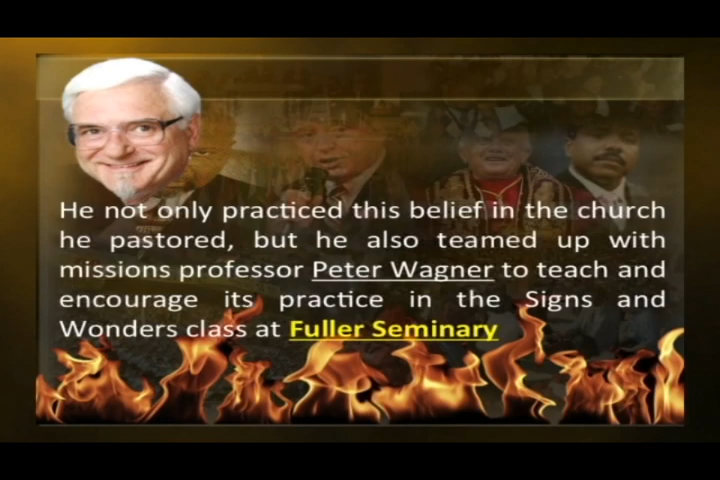 He not only practiced this belief in the church
he pastored, but he also teamed up with
missions professor Peter Wagner to teach and
encourage its practice in the Signs and
Wonders class at Fuller Seminary